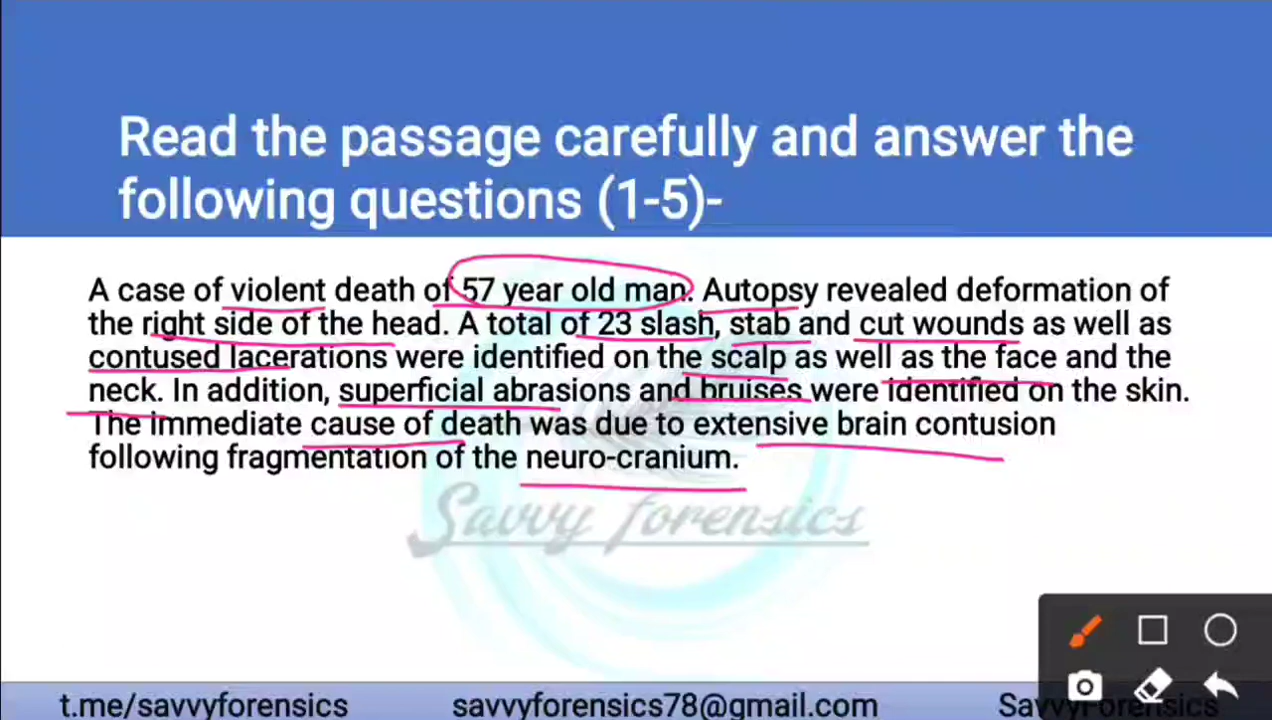 Read the passage carefully and answer the
following questions (1-5)-
A case of violent death of 57 year old man. Autopsy revealed deformation of
the right side of the head. A total of 23 slash, stab and cut wounds as well as
contused lacerations were identified on the scalp as well as the face and the
neck. In addition, superficial abrasions and bruises were identified on the skin.
The immediate cause of death was due to extensive brain contusion
following fragmentation of the neuro-cranium.
Savvy forensics
t.me/savvyforensics savvyforensics78@gmail.com SavvyForensics